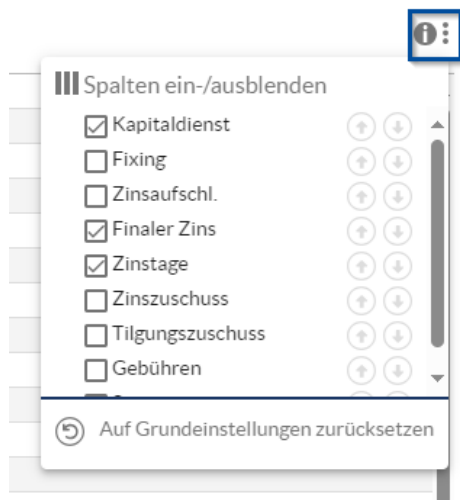 Spalten ein-/ausblenden
Kapitaldienst
Fixing
Zinsaufschl.
Finaler Zins
Zinstage
Zinszuschuss
Tilgungszuschuss
Gebühren
Auf Grundeinstellungen zurücksetzen